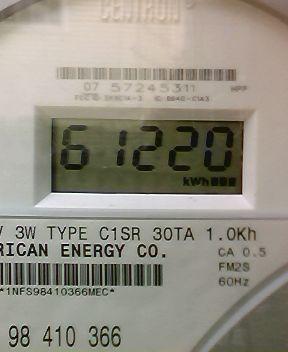 CENTRON
07 57245311
61220
kWh
V 3W TYPE C1SR 30TA 1.0Kh
RICAN ENERGY CO. CA 0.5
FM2S
60Hz
*1NFS98410366MEC*
98 410 366